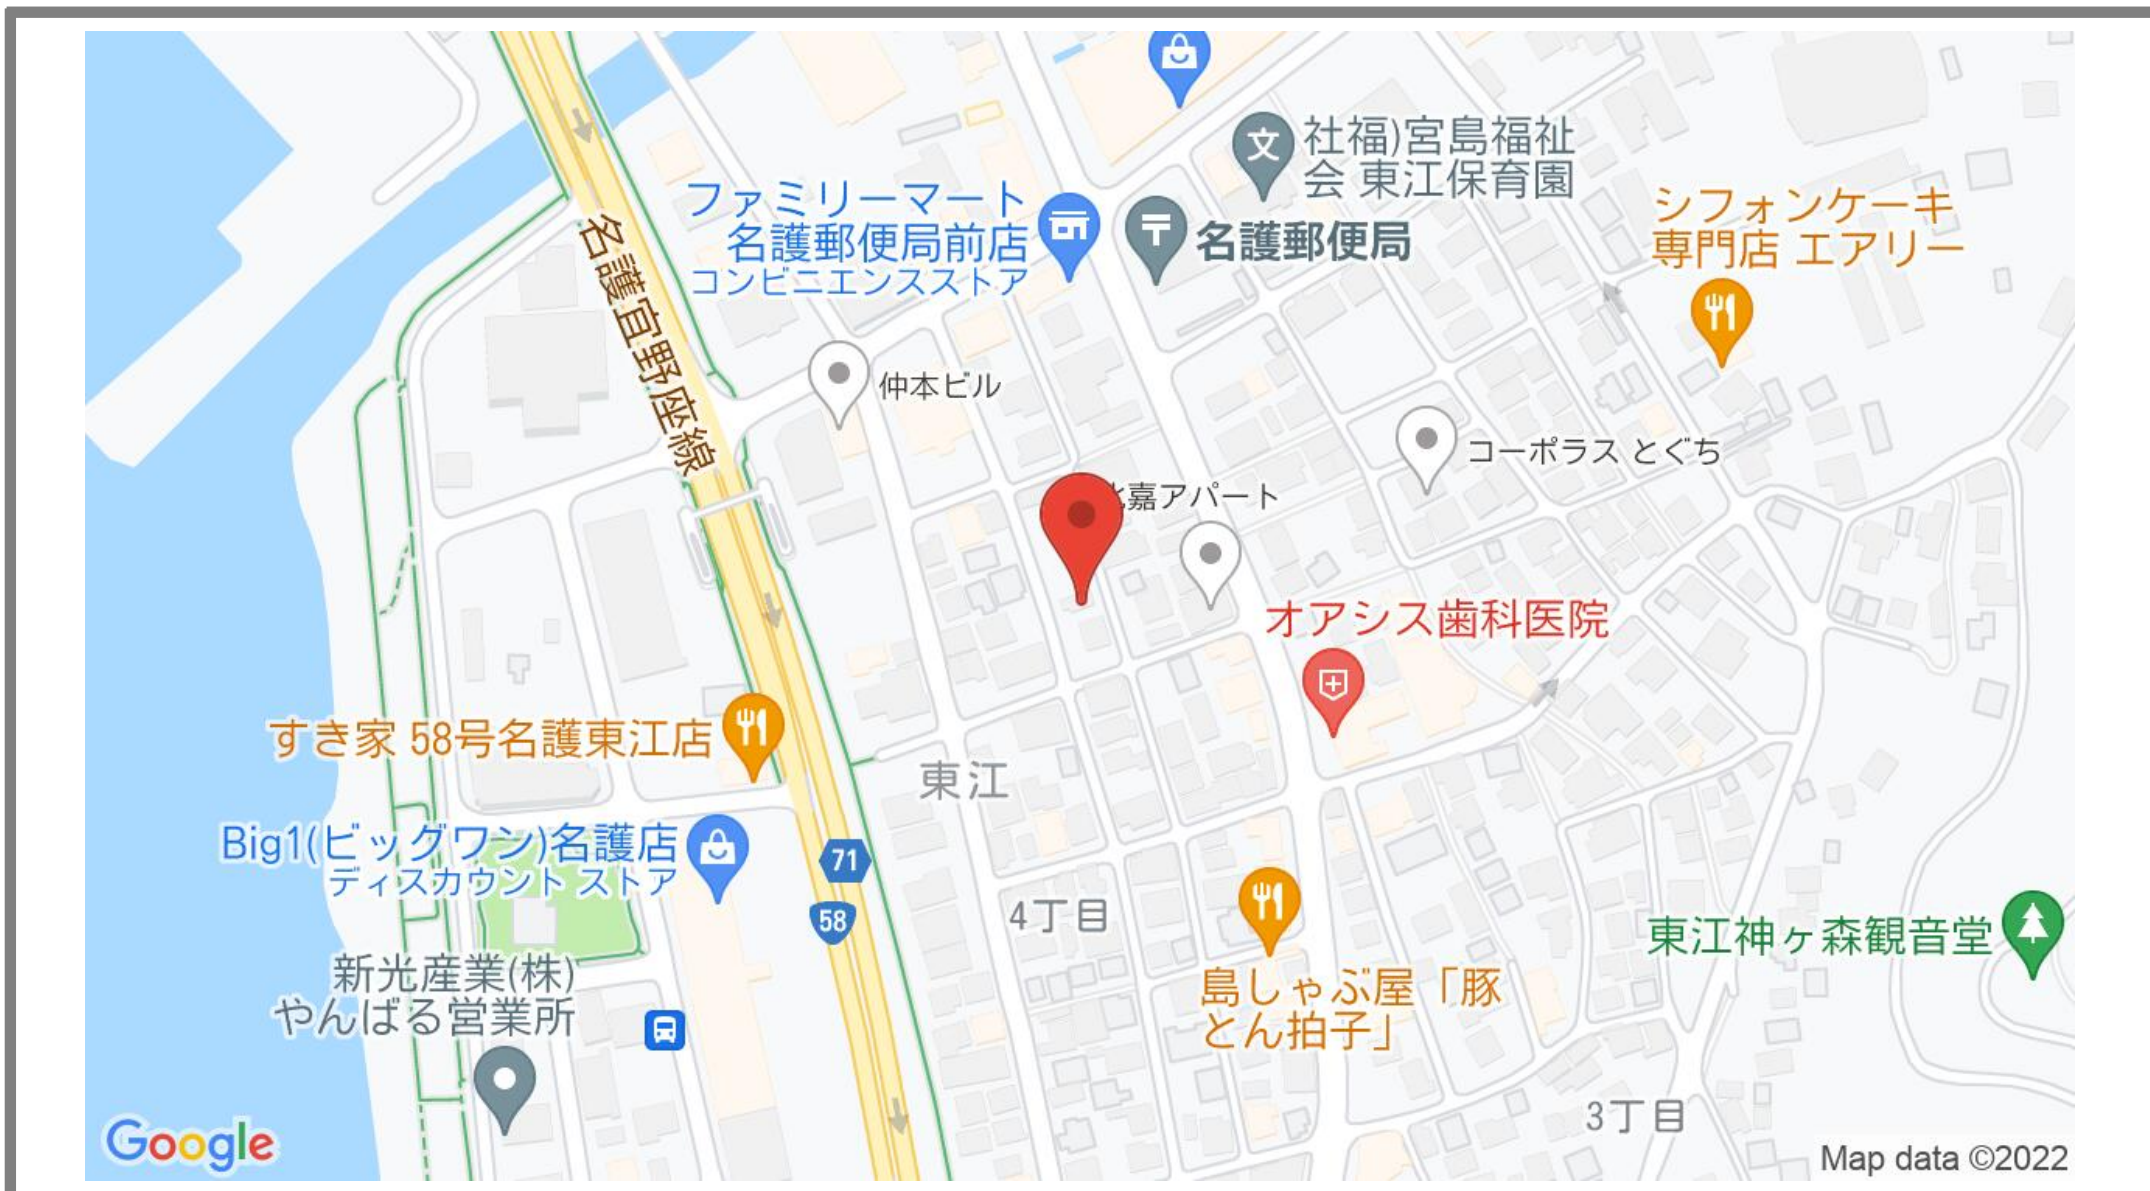 社福)宮島福祉
会 東江保育園
ファミリーマート
名護郵便局前店
コンビニエンスストア
名護郵便局
シフォンケーキ
専門店 エアリー
名護宜野座線
仲本ビル
コーポラス とぐち
嘉アパート
オアシス歯科医院
すき家 58号名護東江店
東江
Big1(ビッグワン)名護店
ディスカウント ストア
71
58
4丁目
東江神ヶ森観音堂
新光産業(株)
やんばる営業所
島しゃぶ屋「豚
とん拍子」
3丁目
Google
Map data ©2022